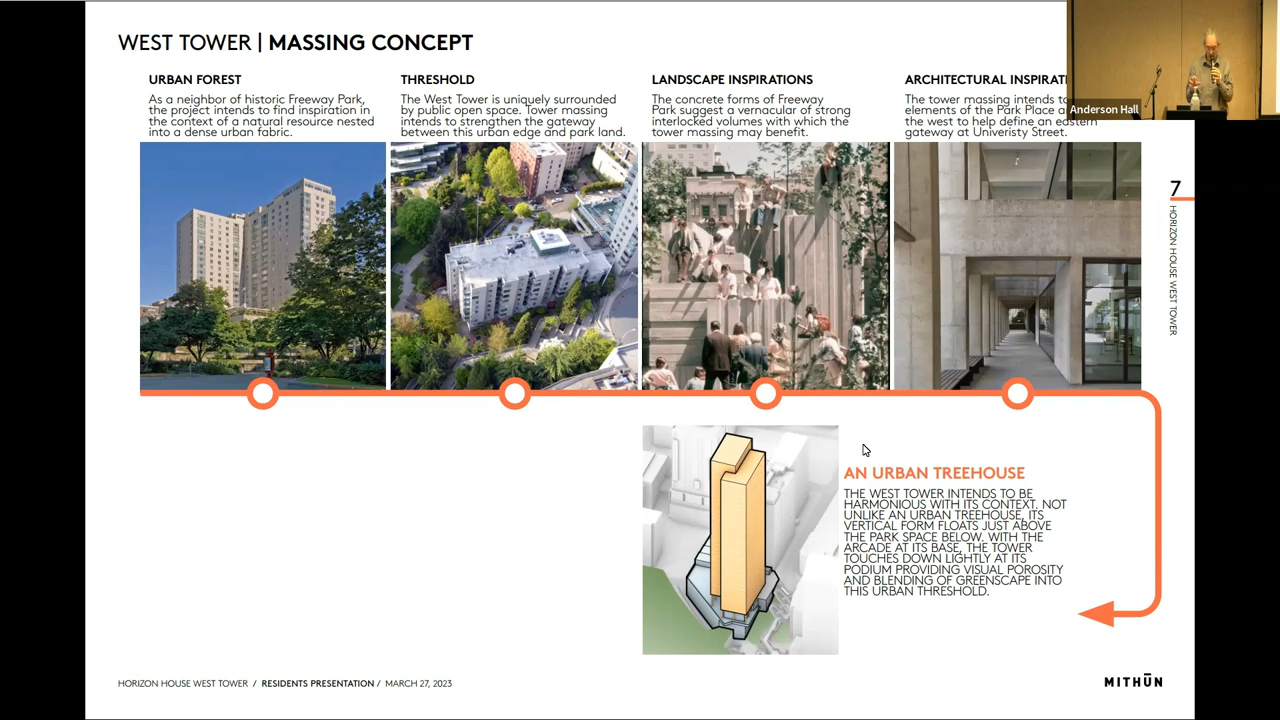 WEST TOWER | MASSING CONCEPT
URBAN FOREST
As a neighbor of historic Freeway Park,
the project intends to find inspiration in
the context of a natural resource nested
into a dense urban fabric.
THRESHOLD
The West Tower is uniquely surrounded
by public open space. Tower massing
intends to strengthen the gateway
between this urban edge and park land.
LANDSCAPE INSPIRATIONS
The concrete forms of Freeway
Park suggest a vernacular of strong
interlocked volumes with which the
tower massing may benefit.
ARCHITECTURAL INSPIRATI
The tower massing intends to
elements of the Park Place a
the west to help define an eastern
gateway at Univeristy Street.
Anderson Hall
7
HORIZON HOUSE WEST TOWER
AN URBAN TREEHOUSE
THE WEST TOWER INTENDS TO BE
HARMONIOUS WITH ITS CONTEXT. NOT
UNLIKE AN URBAN TREEHOUSE, ITS
VERTICAL FORM FLOATS JUST ABOVE
THE PARK SPACE BELOW. WITH THE
ARCADE AT ITS BASE, THE TOWER
TOUCHES DOWN LIGHTLY AT ITS
PODIUM PROVIDING VISUAL POROSITY
AND BLENDING OF GREENSCAPE INTO
THIS URBAN THRESHOLD.
HORIZON HOUSE WEST TOWER / RESIDENTS PRESENTATION / MARCH 27, 2023
MITHŪN